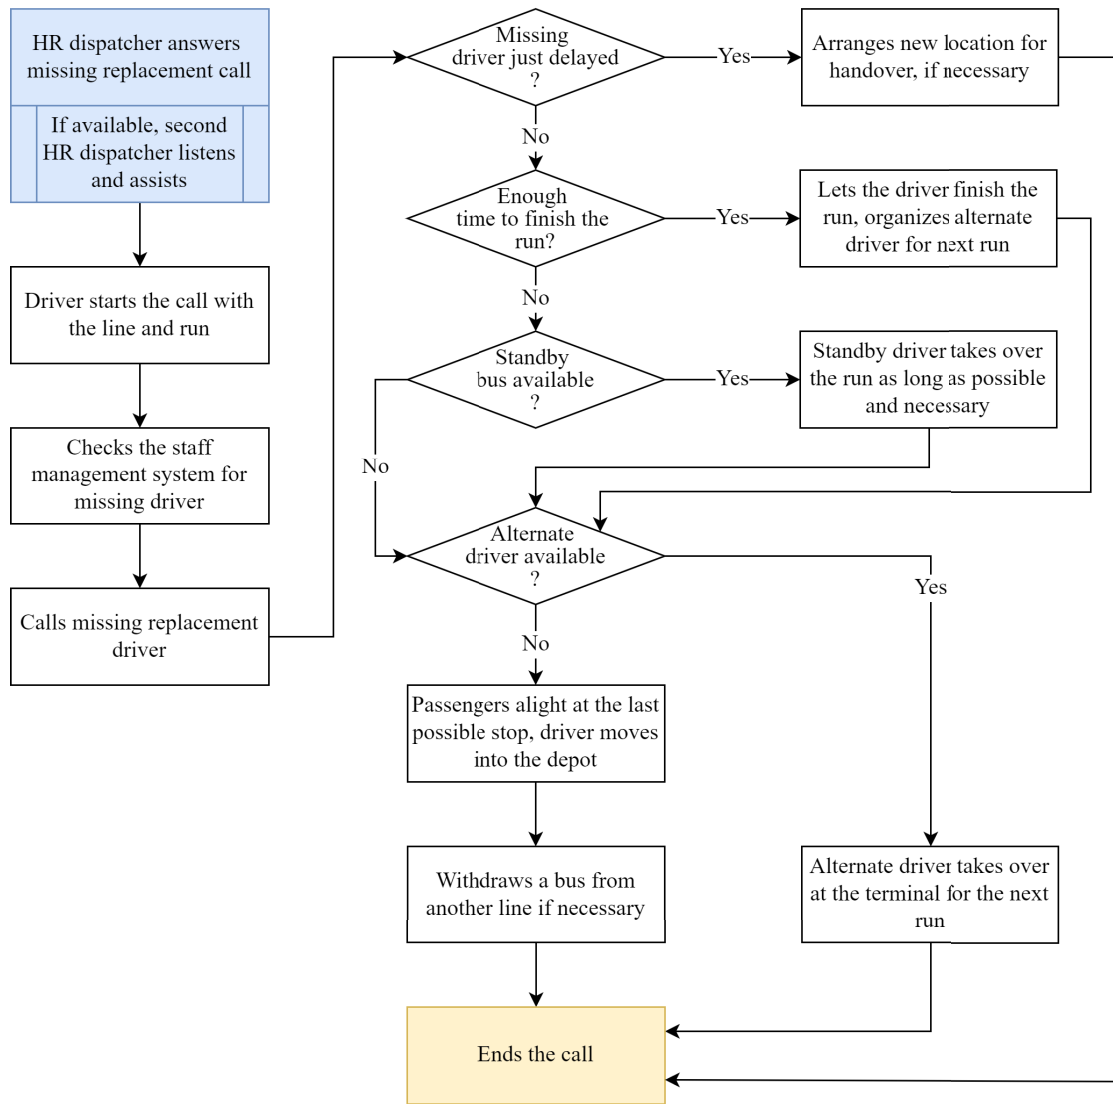 HR dispatcher answers
missing replacement call
If available, second
HR dispatcher listens
and assists
Driver starts the call with
the line and run
Checks the staff
management system for
missing driver
Calls missing replacement
driver
Missing
driver just delayed
?
Yes
Arranges new location for
handover, if necessary
No
Enough
time to finish the
run?
Yes
Lets the driver finish the
run, organizes alternate
driver for next run
No
Standby
bus available
?
Yes
Standby driver takes over
the run as long as possible
and necessary
No
Alternate
driver available
?
Yes
No
Passengers alight at the last
possible stop, driver moves
into the depot
Withdraws a bus from
another line if necessary
Alternate driver takes over
at the terminal for the next
run
Ends the call